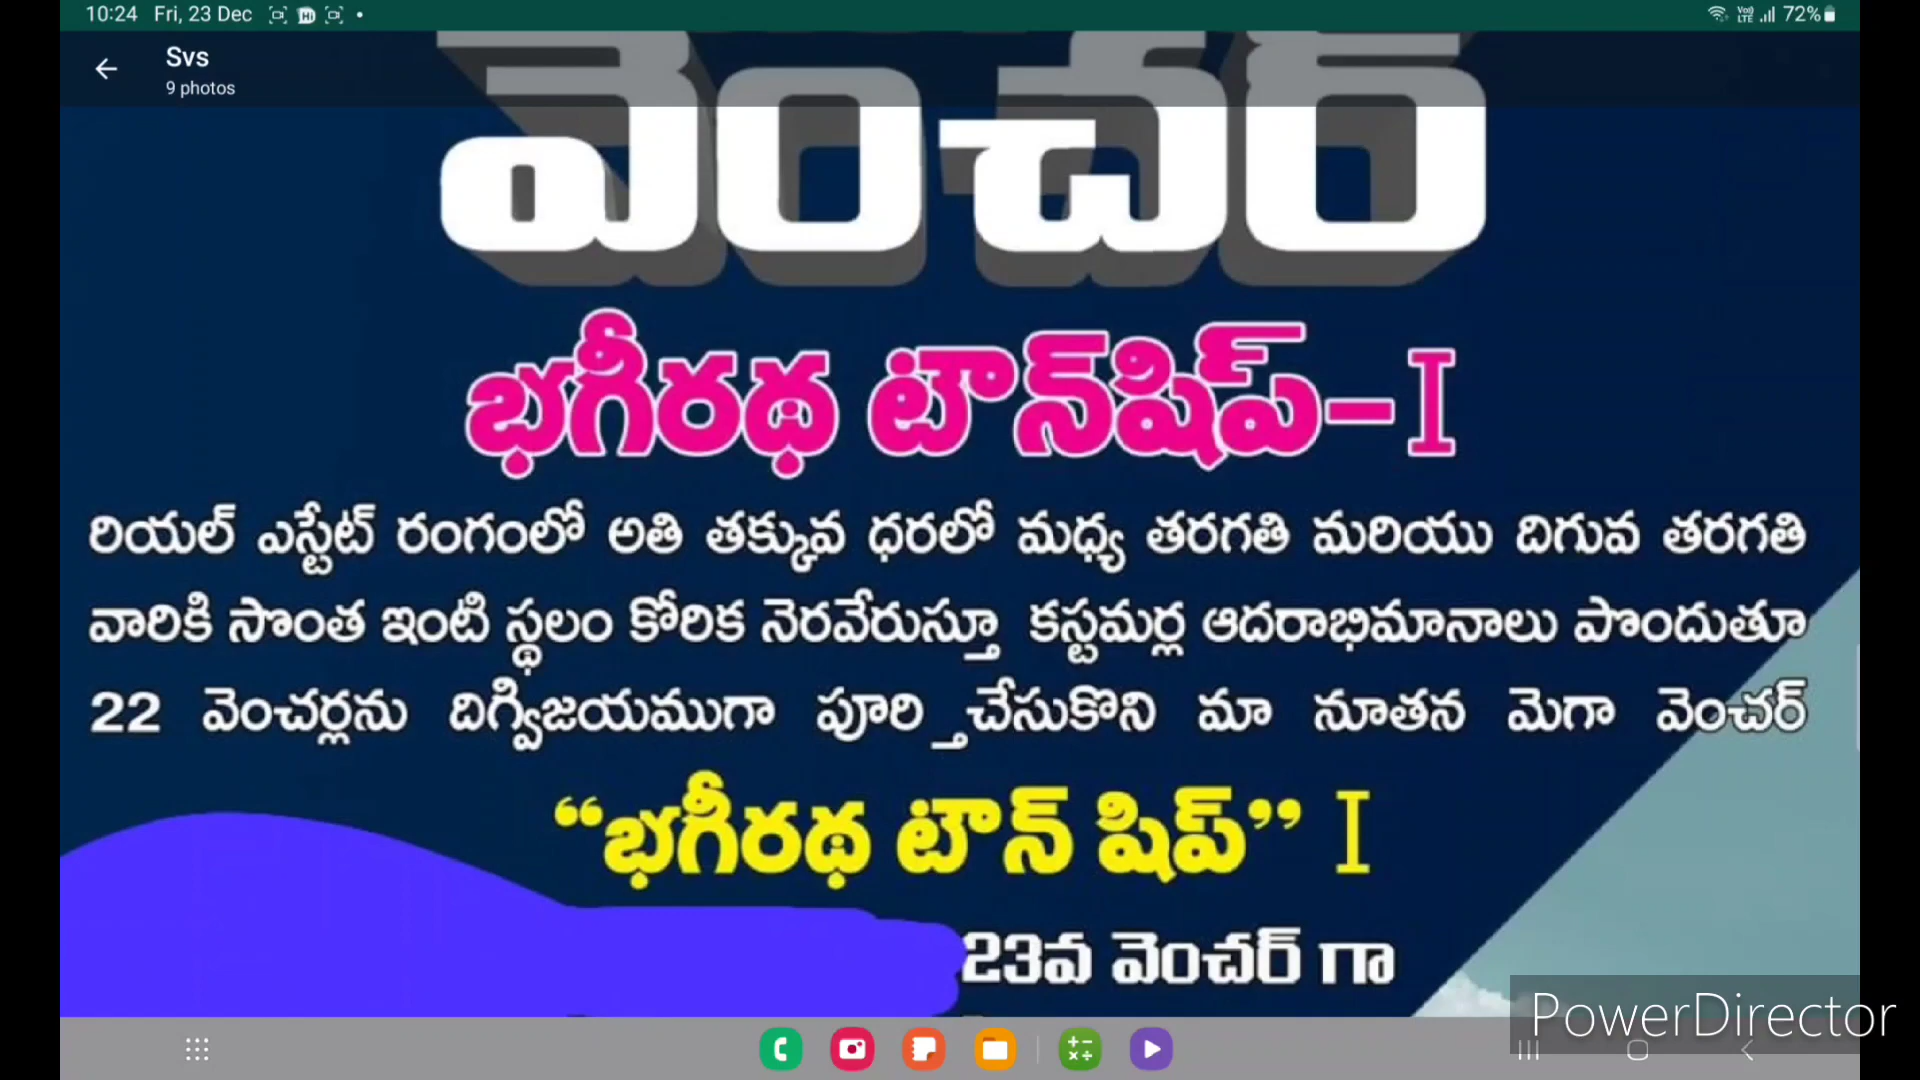 10:24 Fri, 23 Dec 72%
Svs
9 photos
వెంచర్
భగీరథ టౌన్‌షిప్-I
రియల్ ఎస్టేట్ రంగంలో అతి తక్కువ ధరలో మధ్య తరగతి మరియు దిగువ తరగతి
వారికి సొంత ఇంటి స్థలం కోరిక నెరవేరుస్తూ కస్టమర్ల ఆదరాభిమానాలు పొందుతూ
22 వెంచర్లను దిగ్విజయముగా పూర్తిచేసుకొని మా నూతన మెగా వెంచర్
“భగీరథ టౌన్ షిప్” I
23వ వెంచర్ గా
PowerDirector